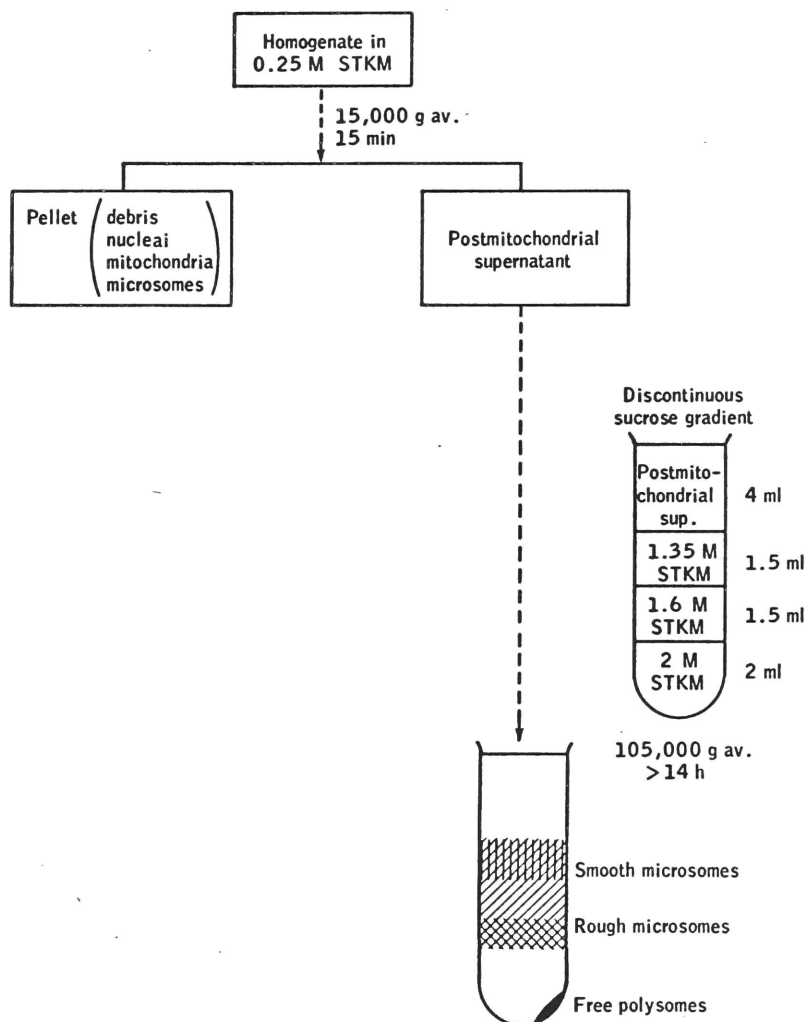 Homogenate in
0.25 M STKM
15,000 g av.
15 min
Pellet
debris
nucleai
mitochondria
microsomes
Postmitochondrial
supernatant
Discontinuous
sucrose gradient
Postmito-
chondrial
sup.
4 ml
1.35 M
STKM
1.5 ml
1.6 M
STKM
1.5 ml
2 M
STKM
2 ml
105,000 g av.
>14 h
Smooth microsomes
Rough microsomes
Free polysomes